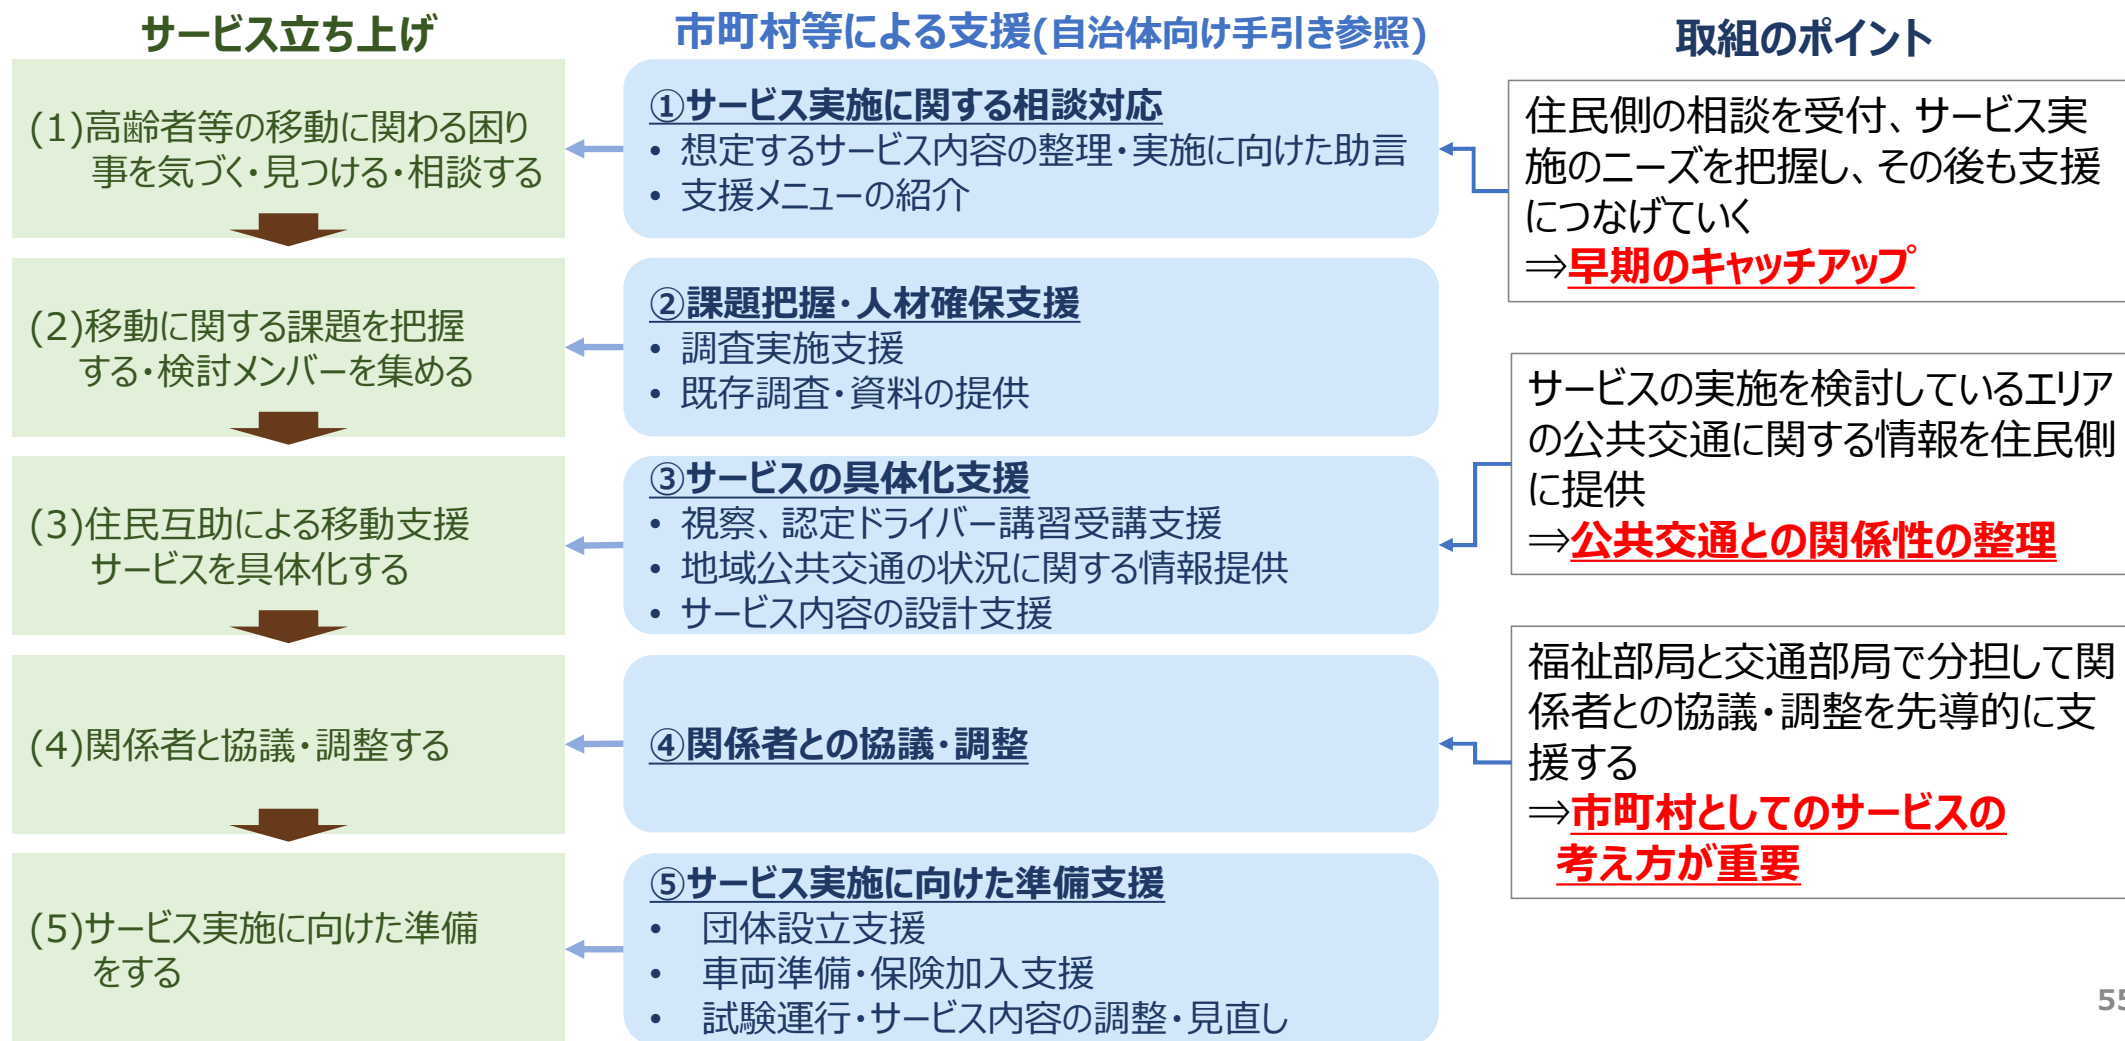 サービス立ち上げ
(1)高齢者等の移動に関わる困り
事を気づく・見つける・相談する
(2)移動に関する課題を把握
する・検討メンバーを集める
(3)住民互助による移動支援
サービスを具体化する
(4)関係者と協議・調整する
(5)サービス実施に向けた準備
をする
市町村等による支援(自治体向け手引き参照)
①サービス実施に関する相談対応
• 想定するサービス内容の整理・実施に向けた助言
• 支援メニューの紹介
②課題把握・人材確保支援
• 調査実施支援
• 既存調査・資料の提供
③サービスの具体化支援
• 視察、認定ドライバー講習受講支援
• 地域公共交通の状況に関する情報提供
• サービス内容の設計支援
④関係者との協議・調整
⑤サービス実施に向けた準備支援
• 団体設立支援
• 車両準備・保険加入支援
• 試験運行・サービス内容の調整・見直し
取組のポイント
住民側の相談を受付、サービス実
施のニーズを把握し、その後も支援
につなげていく
⇒早期のキャッチアップ
サービスの実施を検討しているエリア
の公共交通に関する情報を住民側
に提供
⇒公共交通との関係性の整理
福祉部局と交通部局で分担して関
係者との協議・調整を先導的に支
援する
⇒市町村としてのサービスの
考え方が重要
55